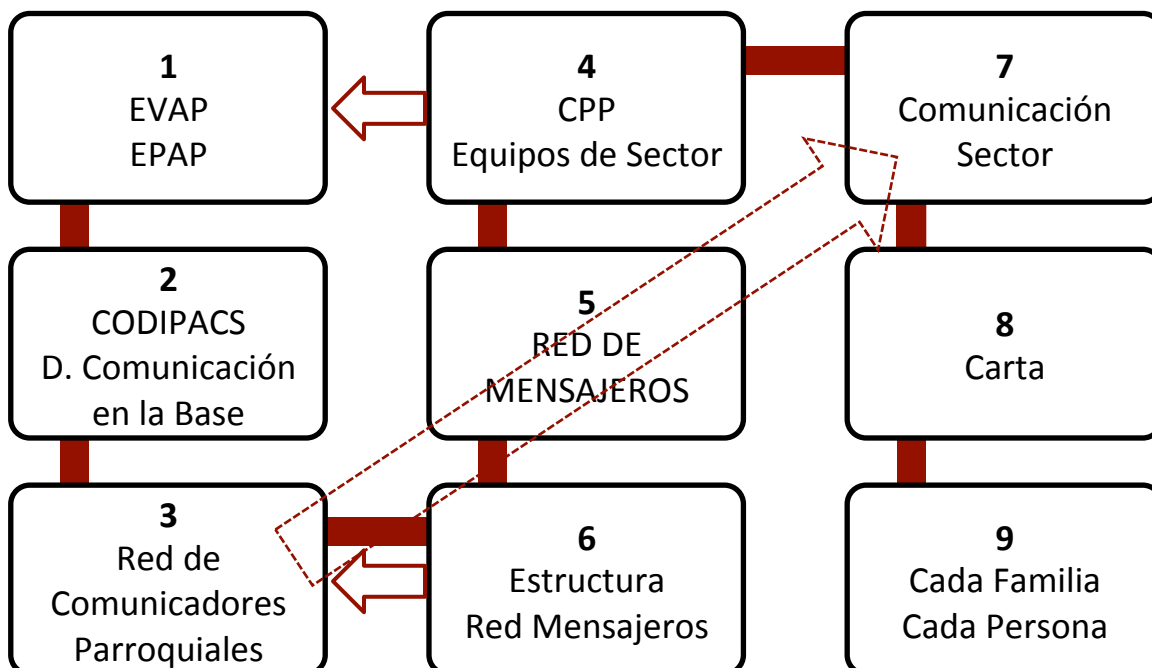 1
EVAP
EPAP
2
CODIPACS
D. Comunicación
en la Base
3
Red de
Comunicadores
Parroquiales
4
CPP
Equipos de Sector
5
RED DE
MENSAJEROS
6
Estructura
Red Mensajeros
7
Comunicación
Sector
8
Carta
9
Cada Familia
Cada Persona